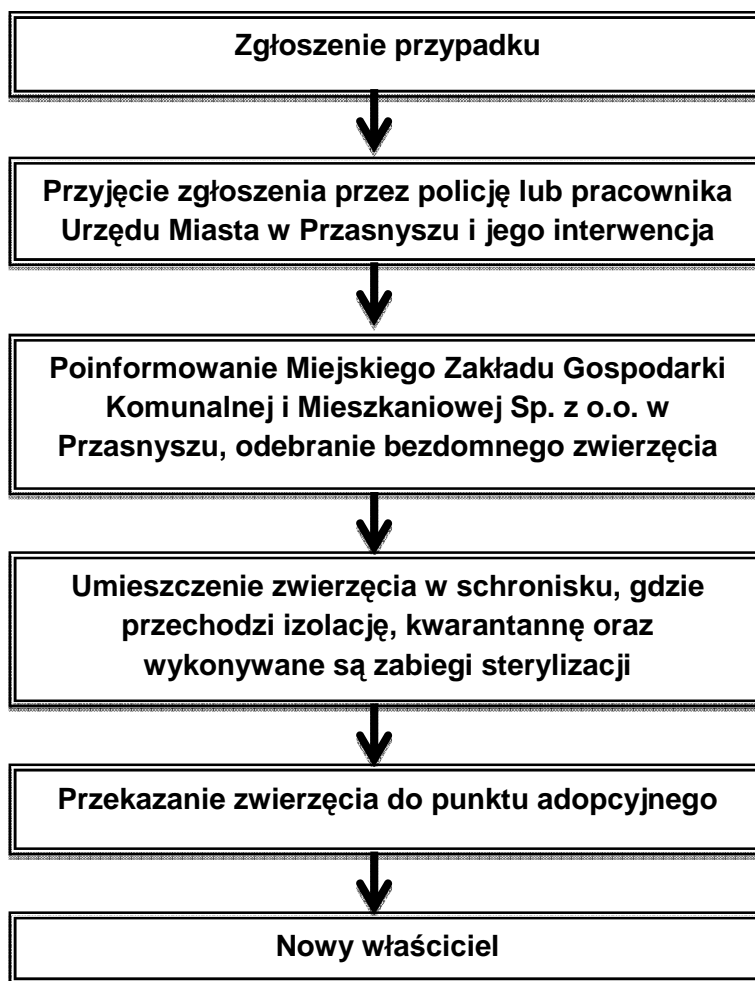 Zgłoszenie przypadku
Przyjęcie zgłoszenia przez policję lub pracownika
Urzędu Miasta w Przasnyszu i jego interwencja
Poinformowanie Miejskiego Zakładu Gospodarki
Komunalnej i Mieszkaniowej Sp. z o.o. w
Przasnyszu, odebranie bezdomnego zwierzęcia
Umieszczenie zwierzęcia w schronisku, gdzie
przechodzi izolację, kwarantannę oraz
wykonywane są zabiegi sterylizacji
Przekazanie zwierzęcia do punktu adopcyjnego
Nowy właściciel